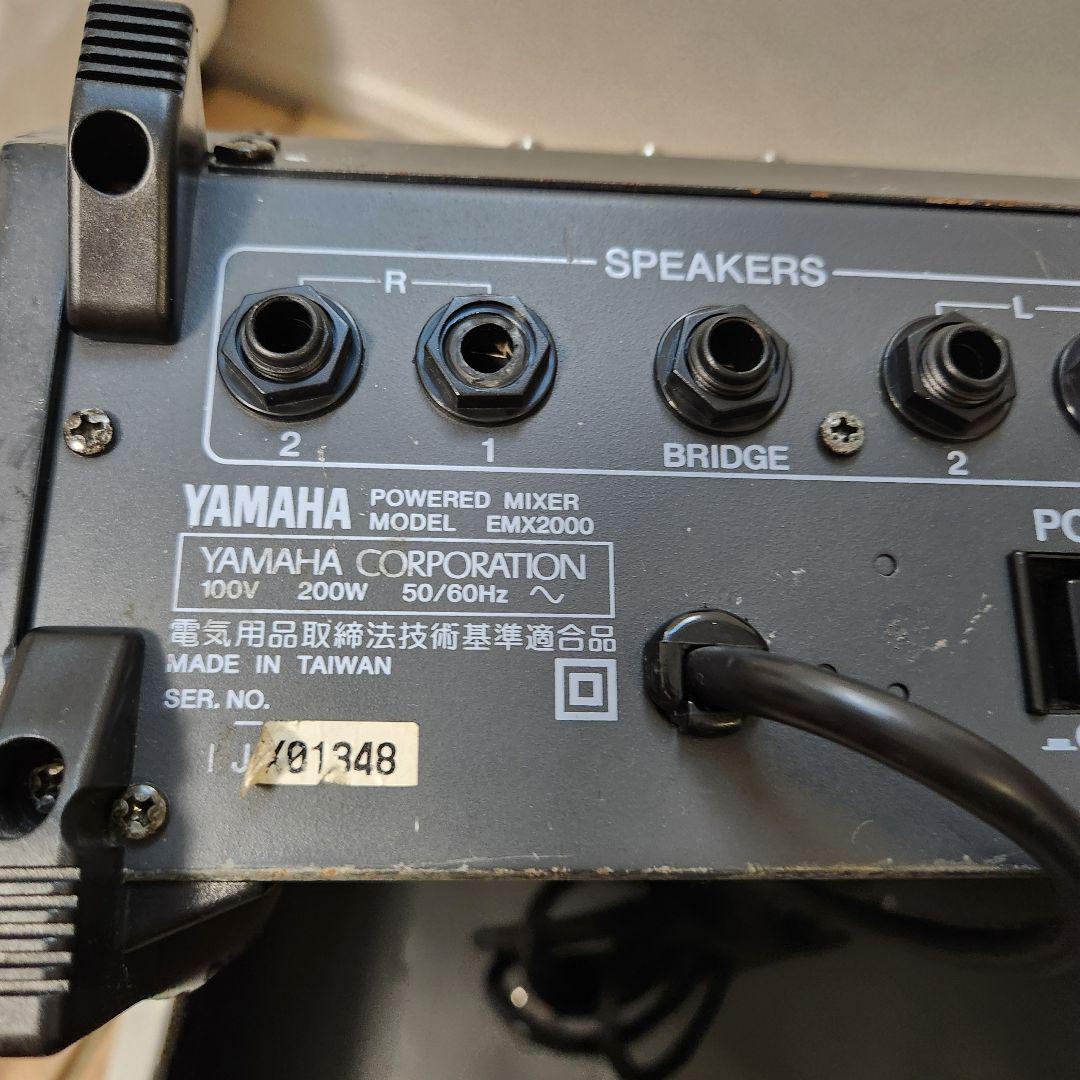 SPEAKERS
R
L
2
1
BRIDGE
2
YAMAHA
POWERED MIXER
MODEL EMX2000
YAMAHA CORPORATION
100V 200W 50/60Hz
電気用品取締法技術基準適合品
MADE IN TAIWAN
SER. NO.
01348